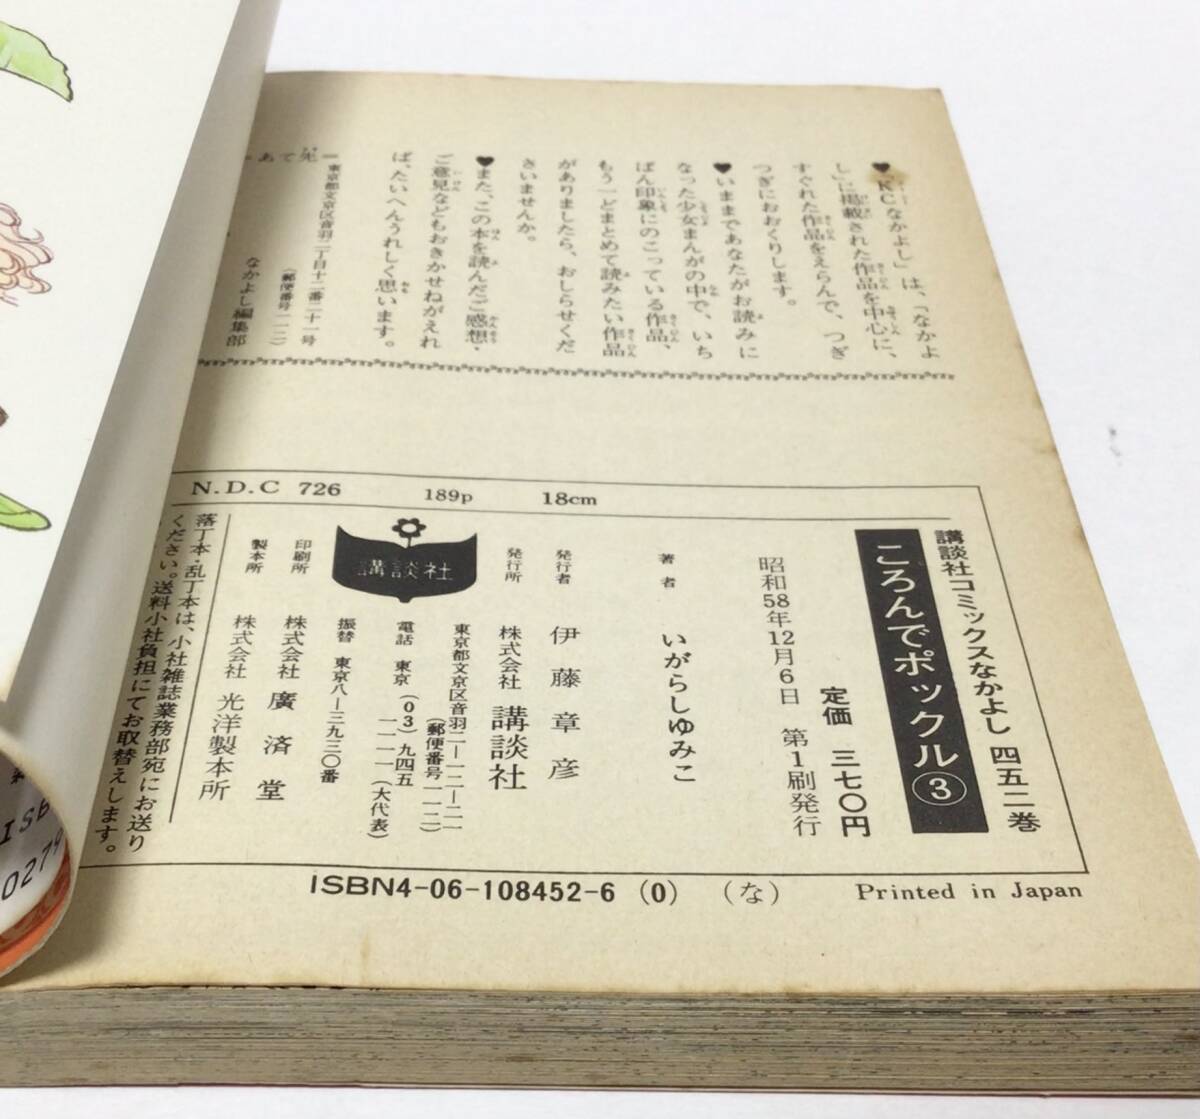 ♥「KCなかよし」は、「なかよ
し」に掲載された作品を中心に、
すぐれた作品をえらんで、つぎ
つぎにおおくりします。
♥いままであなたがお読みに
なった少女まんがの中で、いち
ばん印象にのこっている作品、
もう一どまとめて読みたい作品
がありましたら、おしらせくだ
さいませんか。
♥また、この本を読んだご感想・
ご意見などもおきかせねがえれ
ば、たいへんうれしく思います。
東京都文京区音羽二丁目十二番二十一号
(郵便番号一一二)
なかよし編集部
あて先
講談社コミックスなかよし 四五二巻
ころんでポックル③
定価 三七〇円
昭和58年12月6日 第1刷発行
著者 いがらしゆみこ
発行者 伊藤章彦
発行所 株式会社 講談社
東京都文京区音羽二―一二―二一
(郵便番号一一二)
電話 東京(03)九四五
一一一一(大代表)
振替 東京八―三九三〇番
講談社
印刷所 株式会社 廣済堂
製本所 株式会社 光洋製本所
落丁本・乱丁本は、小社雑誌業務部宛にお送り
ください。送料小社負担にてお取替えします。
N.D.C 726 189p 18cm
ISBN4-06-108452-6 (0) (な) Printed in Japan